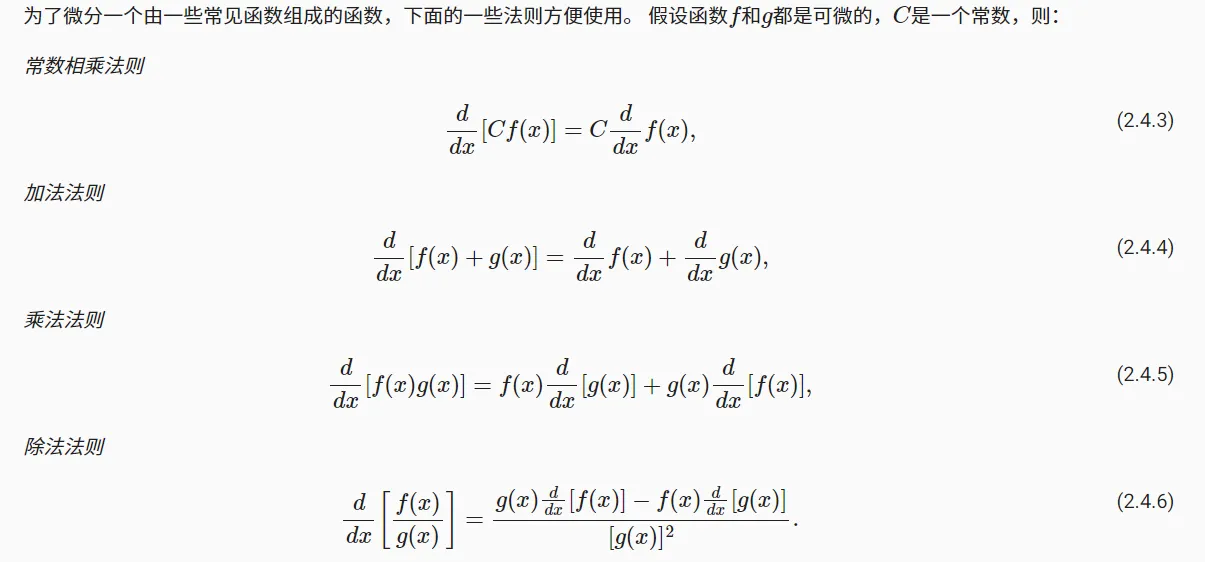 为了微分一个由一些常见函数组成的函数，下面的一些法则方便使用。 假设函数f和g都是可微的，C是一个常数，则：
常数相乘法则
\frac{d}{dx}[Cf(x)] = C\frac{d}{dx}f(x), (2.4.3)
加法法则
\frac{d}{dx}[f(x) + g(x)] = \frac{d}{dx}f(x) + \frac{d}{dx}g(x), (2.4.4)
乘法法则
\frac{d}{dx}[f(x)g(x)] = f(x)\frac{d}{dx}[g(x)] + g(x)\frac{d}{dx}[f(x)], (2.4.5)
除法法则
\frac{d}{dx}\left[\frac{f(x)}{g(x)}\right] = \frac{g(x)\frac{d}{dx}[f(x)] - f(x)\frac{d}{dx}[g(x)]}{[g(x)]^2}. (2.4.6)